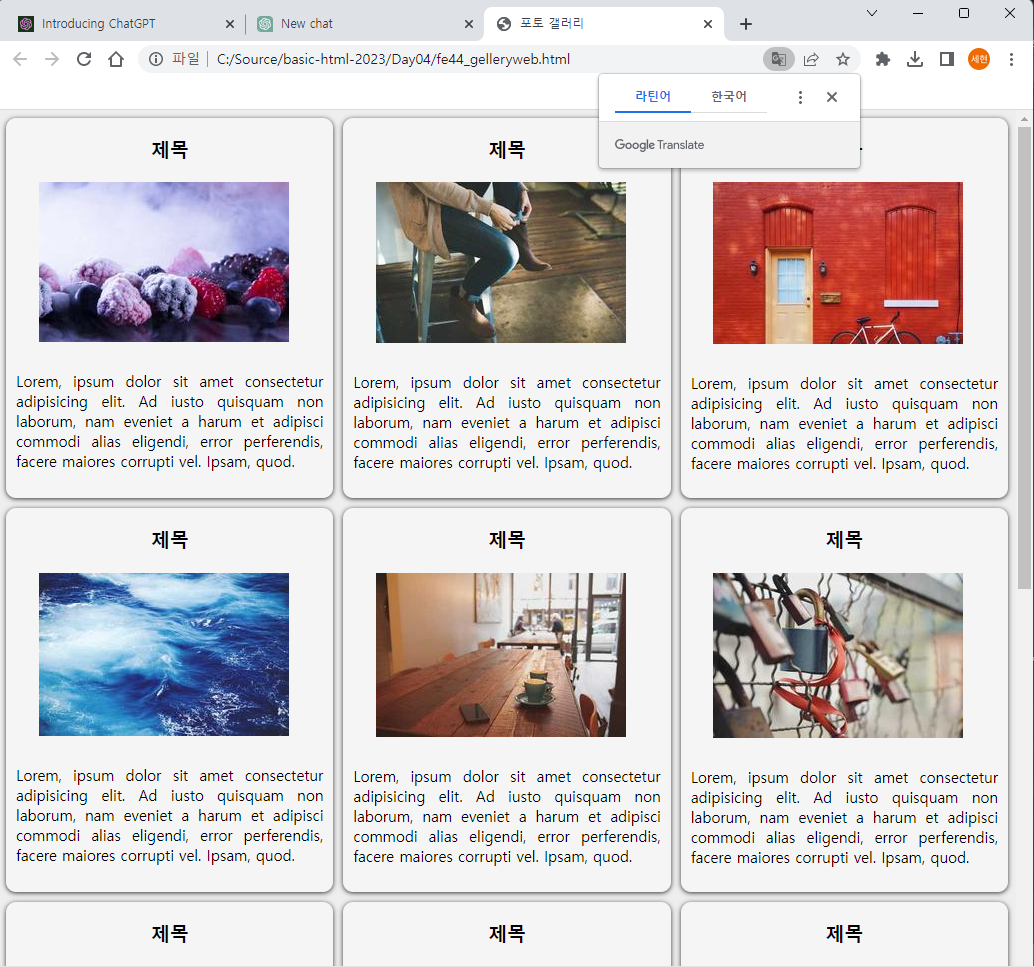 Introducing ChatGPT
New chat
포토 갤러리
파일
C:/Source/basic-html-2023/Day04/fe44_gelleryweb.html
세현
라틴어
한국어
Google Translate
제목
Lorem, ipsum dolor sit amet consectetur
adipisicing elit. Ad iusto quisquam non
laborum, nam eveniet a harum et adipisci
commodi alias eligendi, error perferendis,
facere maiores corrupti vel. Ipsam, quod.
제목
Lorem, ipsum dolor sit amet consectetur
adipisicing elit. Ad iusto quisquam non
laborum, nam eveniet a harum et adipisci
commodi alias eligendi, error perferendis,
facere maiores corrupti vel. Ipsam, quod.
Lorem, ipsum dolor sit amet consectetur
adipisicing elit. Ad iusto quisquam non
laborum, nam eveniet a harum et adipisci
commodi alias eligendi, error perferendis,
facere maiores corrupti vel. Ipsam, quod.
제목
Lorem, ipsum dolor sit amet consectetur
adipisicing elit. Ad iusto quisquam non
laborum, nam eveniet a harum et adipisci
commodi alias eligendi, error perferendis,
facere maiores corrupti vel. Ipsam, quod.
제목
Lorem, ipsum dolor sit amet consectetur
adipisicing elit. Ad iusto quisquam non
laborum, nam eveniet a harum et adipisci
commodi alias eligendi, error perferendis,
facere maiores corrupti vel. Ipsam, quod.
제목
Lorem, ipsum dolor sit amet consectetur
adipisicing elit. Ad iusto quisquam non
laborum, nam eveniet a harum et adipisci
commodi alias eligendi, error perferendis,
facere maiores corrupti vel. Ipsam, quod.
제목
제목
제목